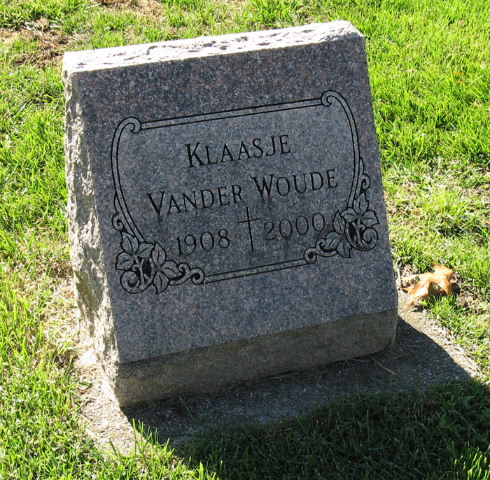 KLAASJE
VANDER WOUDE
1908 2000